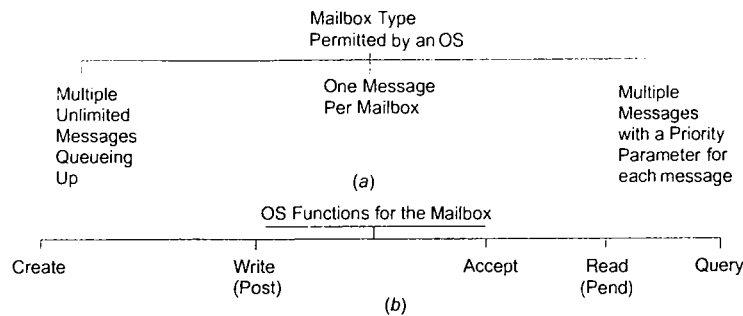 Mailbox Type
Permitted by an OS
Multiple
Unlimited
Messages
Queueing
Up
One Message
Per Mailbox
Multiple
Messages
with a Priority
Parameter for
each message
(a)
OS Functions for the Mailbox
Create
Write
(Post)
Accept
Read
(Pend)
Query
(b)